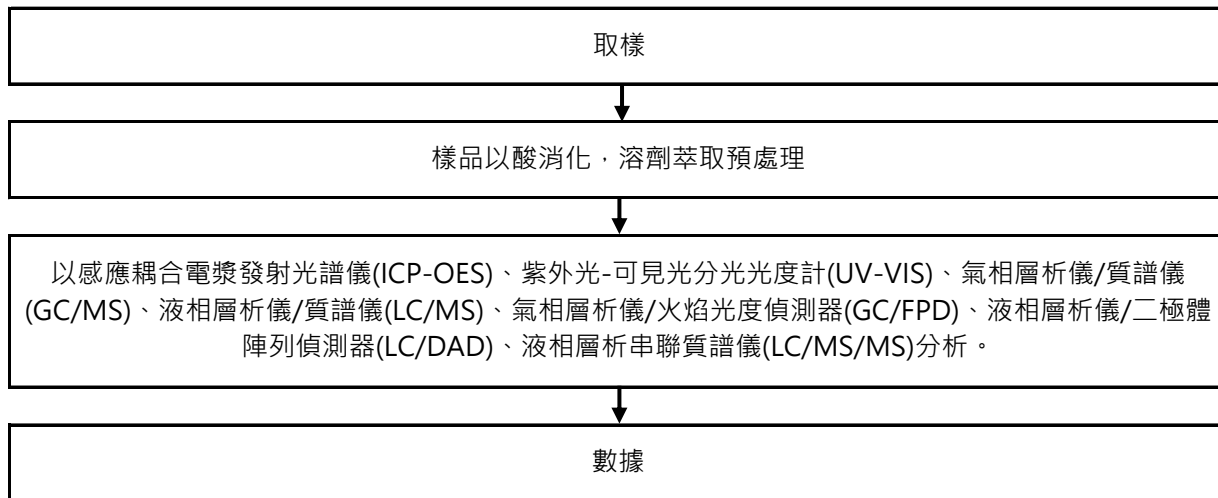 取樣
樣品以酸消化，溶劑萃取預處理
以感應耦合電漿發射光譜儀(ICP-OES)、紫外光-可見光分光光度計(UV-VIS)、氣相層析儀/質譜儀
(GC/MS)、液相層析儀/質譜儀(LC/MS)、氣相層析儀/火焰光度偵測器(GC/FPD)、液相層析儀/二極體
陣列偵測器(LC/DAD)、液相層析串聯質譜儀(LC/MS/MS)分析。
數據